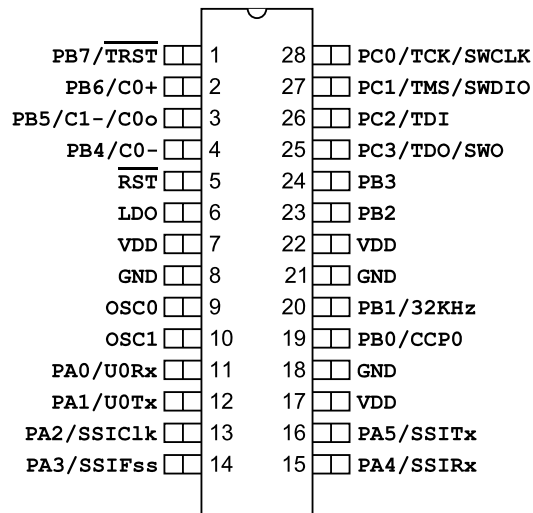 PB7/TRST 1 28 PC0/TCK/SWCLK
PB6/C0+ 2 27 PC1/TMS/SWDIO
PB5/C1-/C0o 3 26 PC2/TDI
PB4/C0- 4 25 PC3/TDO/SWO
RST 5 24 PB3
LDO 6 23 PB2
VDD 7 22 VDD
GND 8 21 GND
OSC0 9 20 PB1/32KHz
OSC1 10 19 PB0/CCP0
PA0/U0Rx 11 18 GND
PA1/U0Tx 12 17 VDD
PA2/SSIClk 13 16 PA5/SSITx
PA3/SSIFss 14 15 PA4/SSIRx